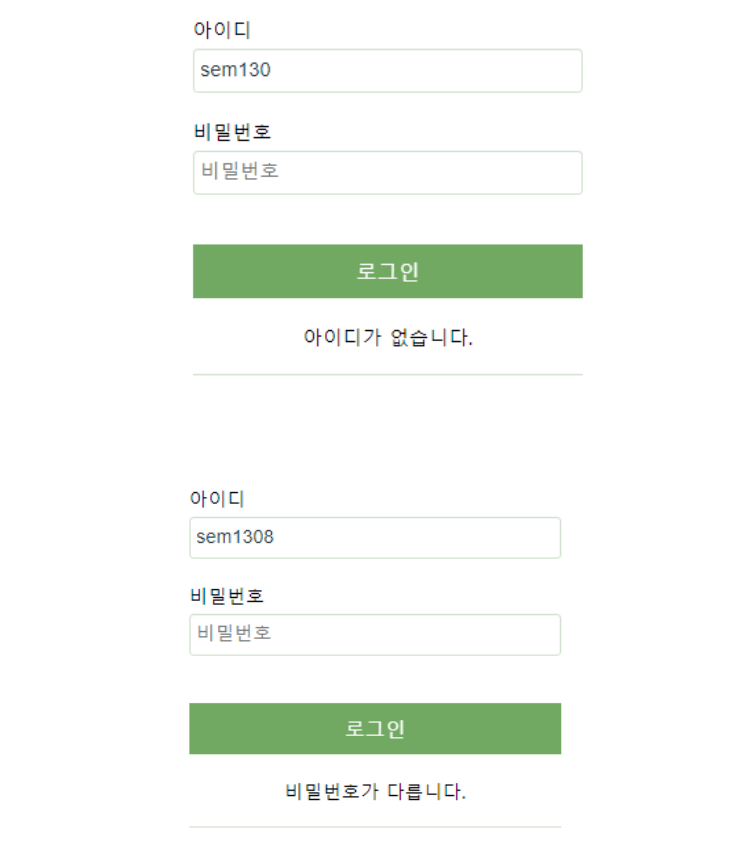 아이디
sem130
비밀번호
비밀번호
로그인
아이디가 없습니다.
아이디
sem1308
비밀번호
비밀번호
로그인
비밀번호가 다릅니다.